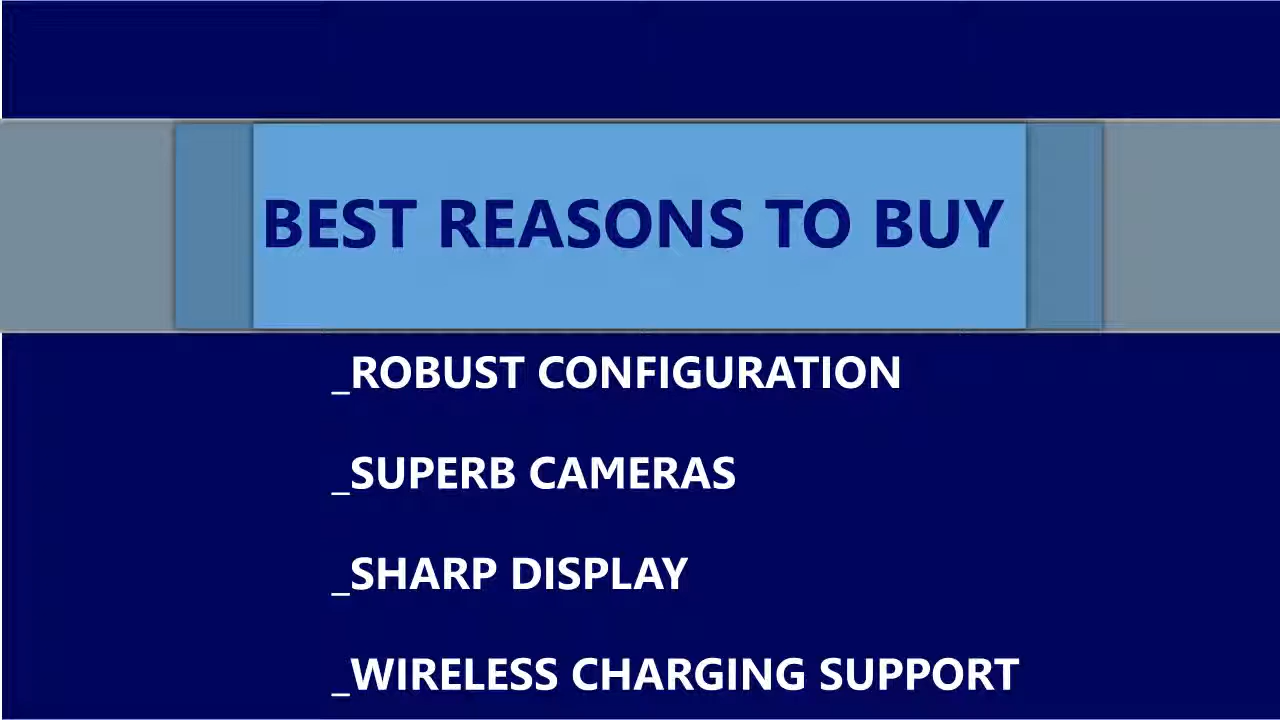 BEST REASONS TO BUY
_ROBUST CONFIGURATION
_SUPERB CAMERAS
_SHARP DISPLAY
_WIRELESS CHARGING SUPPORT